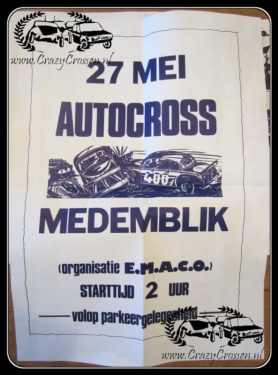 www.CrazyCrossen.nl
27 MEI
AUTOCROSS
400
MEDEMBLIK
(organisatie E.M.A.C.O.)
STARTTIJD 2 UUR
volop parkeergelegenheid
www.CrazyCrossen.nl